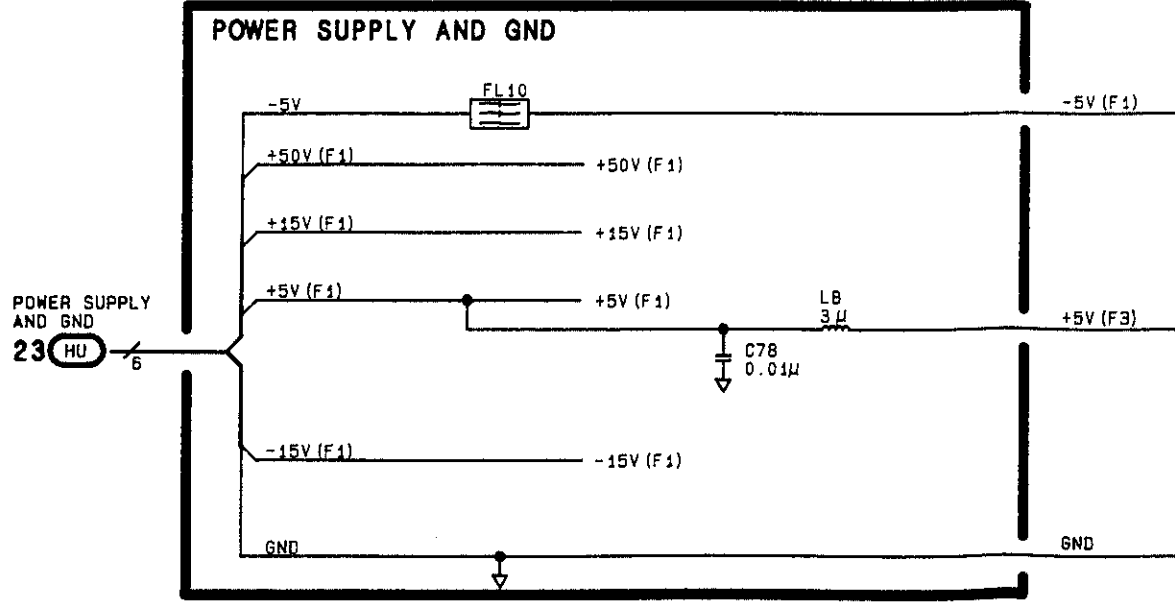 POWER SUPPLY AND GND
FL10
-5V
-5V (F1)
+50V (F1)
+50V (F1)
+15V (F1)
+15V (F1)
+5V (F1)
+5V (F1)
L8
3 µ
+5V (F3)
POWER SUPPLY
AND GND
23 HU
6
C78
0.01µ
-15V (F1)
-15V (F1)
GND
GND